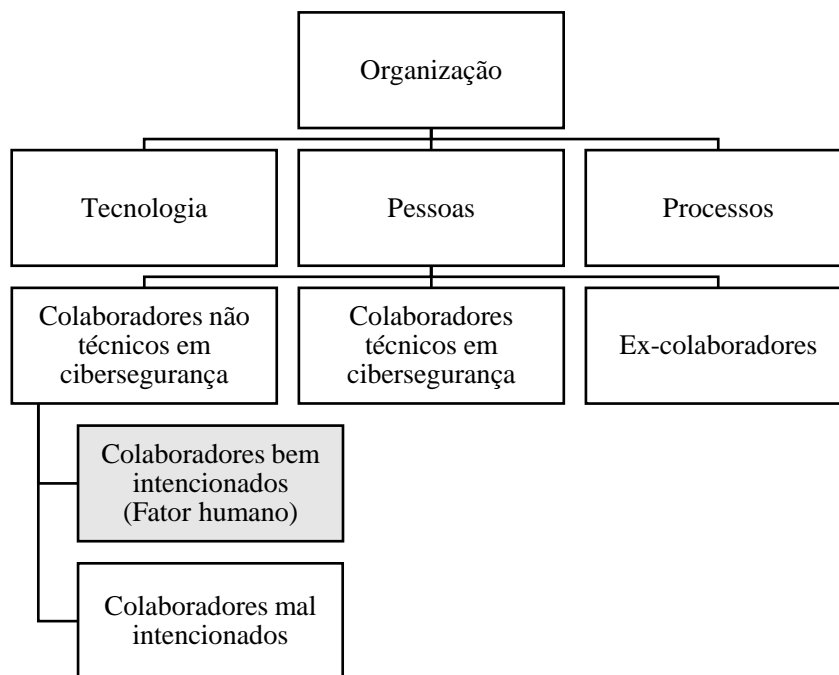 Organização
Tecnologia
Pessoas
Processos
Colaboradores não
técnicos em
cibersegurança
Colaboradores
técnicos em
cibersegurança
Ex-colaboradores
Colaboradores bem
intencionados
(Fator humano)
Colaboradores mal
intencionados